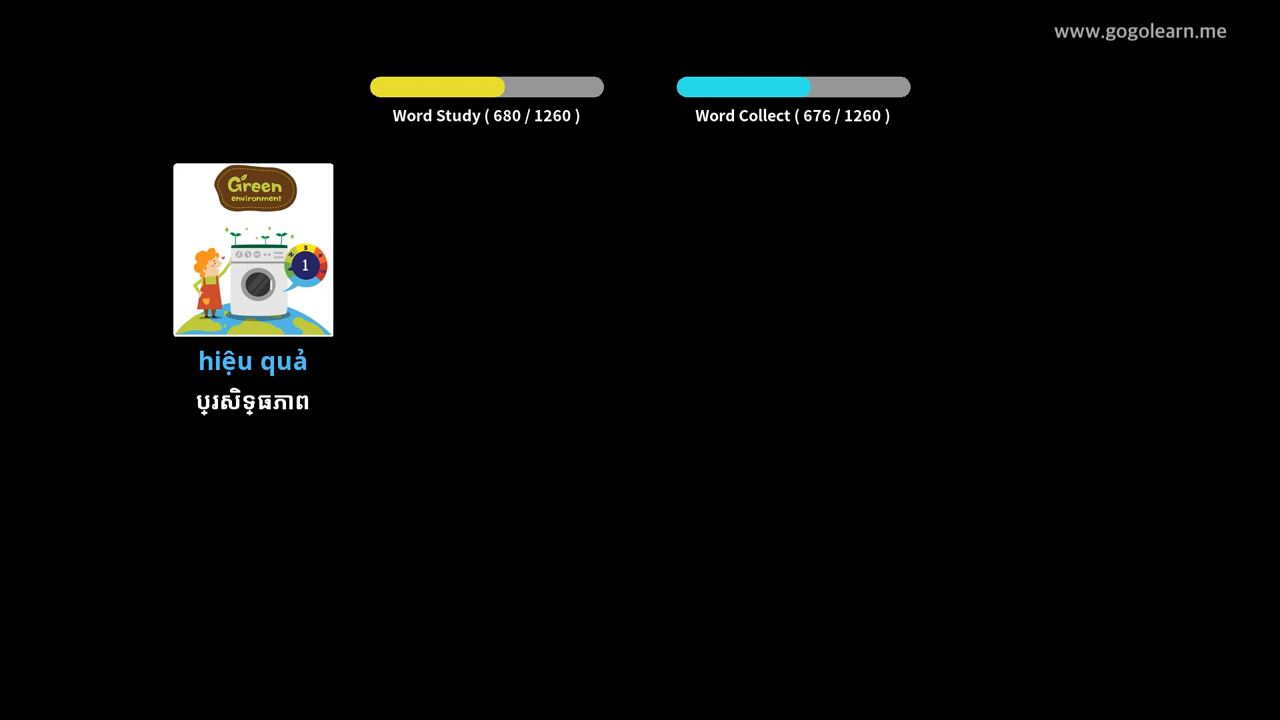 www.gogolearn.me
Word Study ( 680 / 1260 )
Word Collect ( 676 / 1260 )
Green
environment
3
1
hiệu quả
ប្រសិទ្ធភាព